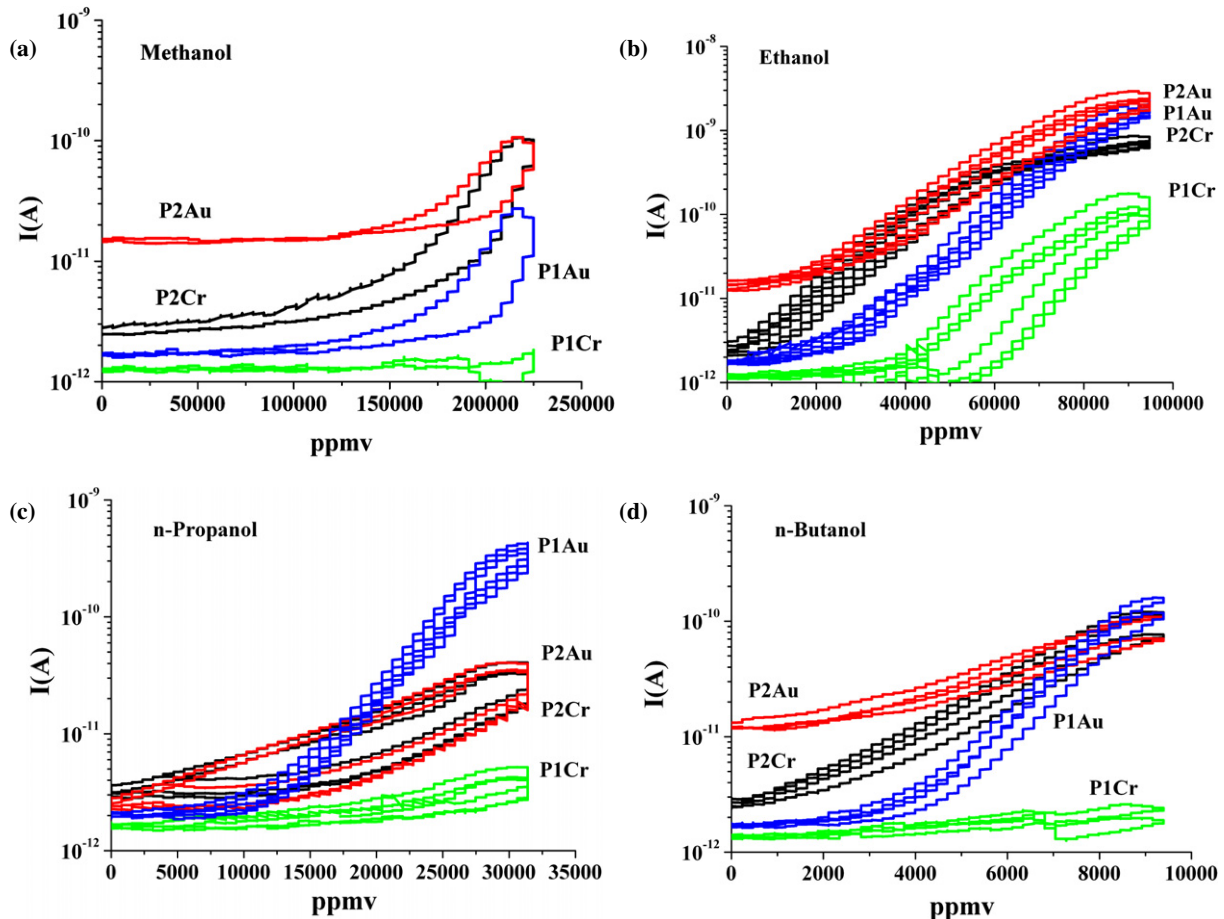 (a)
Methanol
I(A)
10⁻⁹
10⁻¹⁰
10⁻¹¹
10⁻¹²
P2Au
P2Cr
P1Au
P1Cr
0 50000 100000 150000 200000 250000
ppmv
(b)
Ethanol
I(A)
10⁻⁸
10⁻⁹
10⁻¹⁰
10⁻¹¹
10⁻¹²
P2Au
P1Au
P2Cr
P1Cr
0 20000 40000 60000 80000 100000
ppmv
(c)
n-Propanol
I(A)
10⁻⁹
10⁻¹⁰
10⁻¹¹
10⁻¹²
P1Au
P2Au
P2Cr
P1Cr
0 5000 10000 15000 20000 25000 30000 35000
ppmv
(d)
n-Butanol
I(A)
10⁻⁹
10⁻¹⁰
10⁻¹¹
10⁻¹²
P2Au
P2Cr
P1Au
P1Cr
0 2000 4000 6000 8000 10000
ppmv